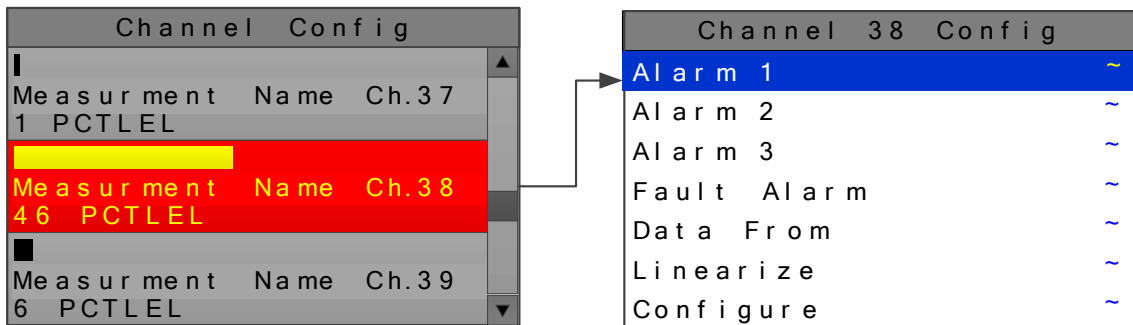 Channel Config
Measurment Name Ch.37
1 PCTLEL
Measurment Name Ch.38
46 PCTLEL
Measurment Name Ch.39
6 PCTLEL
Channel 38 Config
Alarm 1 ~
Alarm 2 ~
Alarm 3 ~
Fault Alarm ~
Data From ~
Linearize ~
Configure ~